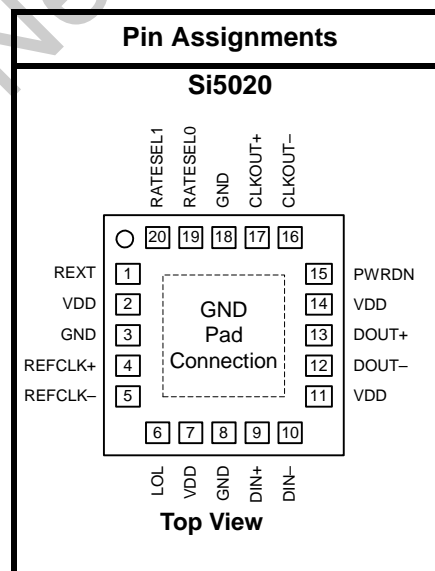 Pin Assignments
Si5020
RATESEL1
RATESEL0
GND
CLKOUT+
CLKOUT–
20 19 18 17 16
REXT 1
VDD 2
GND 3
REFCLK+ 4
REFCLK– 5
GND
Pad
Connection
15 PWRDN
14 VDD
13 DOUT+
12 DOUT–
11 VDD
6 7 8 9 10
LOL
VDD
GND
DIN+
DIN–
Top View